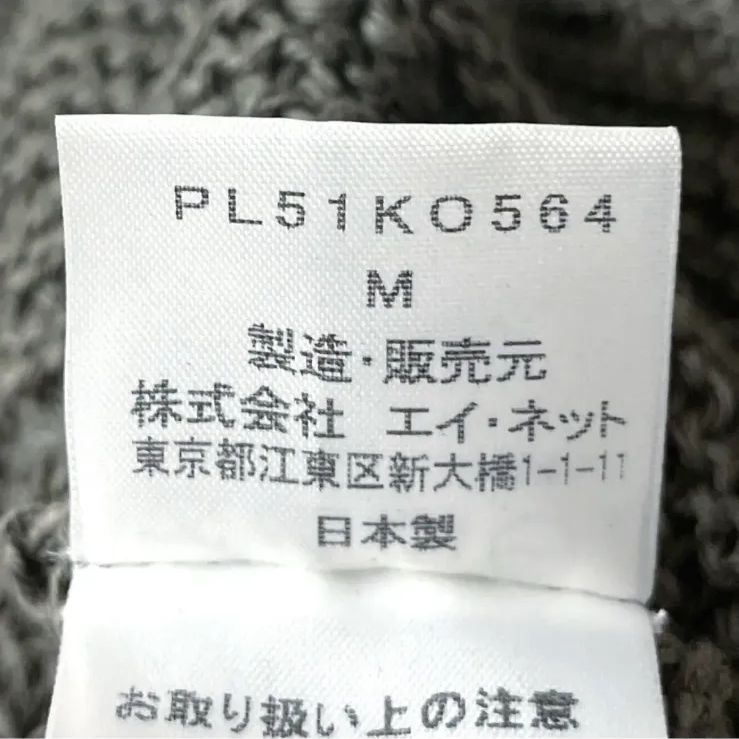 PL51KO564
M
製造・販売元
株式会社 エイ・ネット
東京都江東区新大橋1-1-11
日本製
お取り扱い上の注意